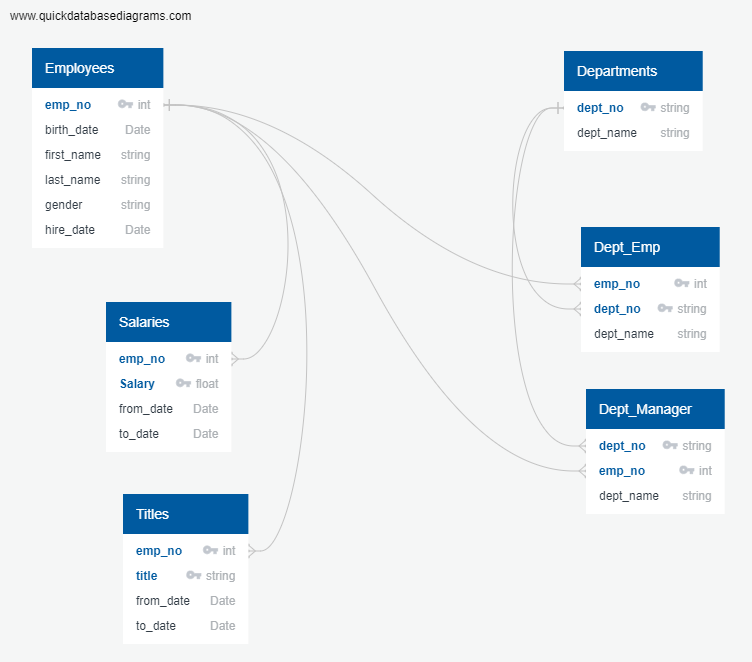 www.quickdatabasediagrams.com
Employees
emp_no int
birth_date Date
first_name string
last_name string
gender string
hire_date Date
Departments
dept_no string
dept_name string
Dept_Emp
emp_no int
dept_no string
dept_name string
Salaries
emp_no int
Salary float
from_date Date
to_date Date
Dept_Manager
dept_no string
emp_no int
dept_name string
Titles
emp_no int
title string
from_date Date
to_date Date